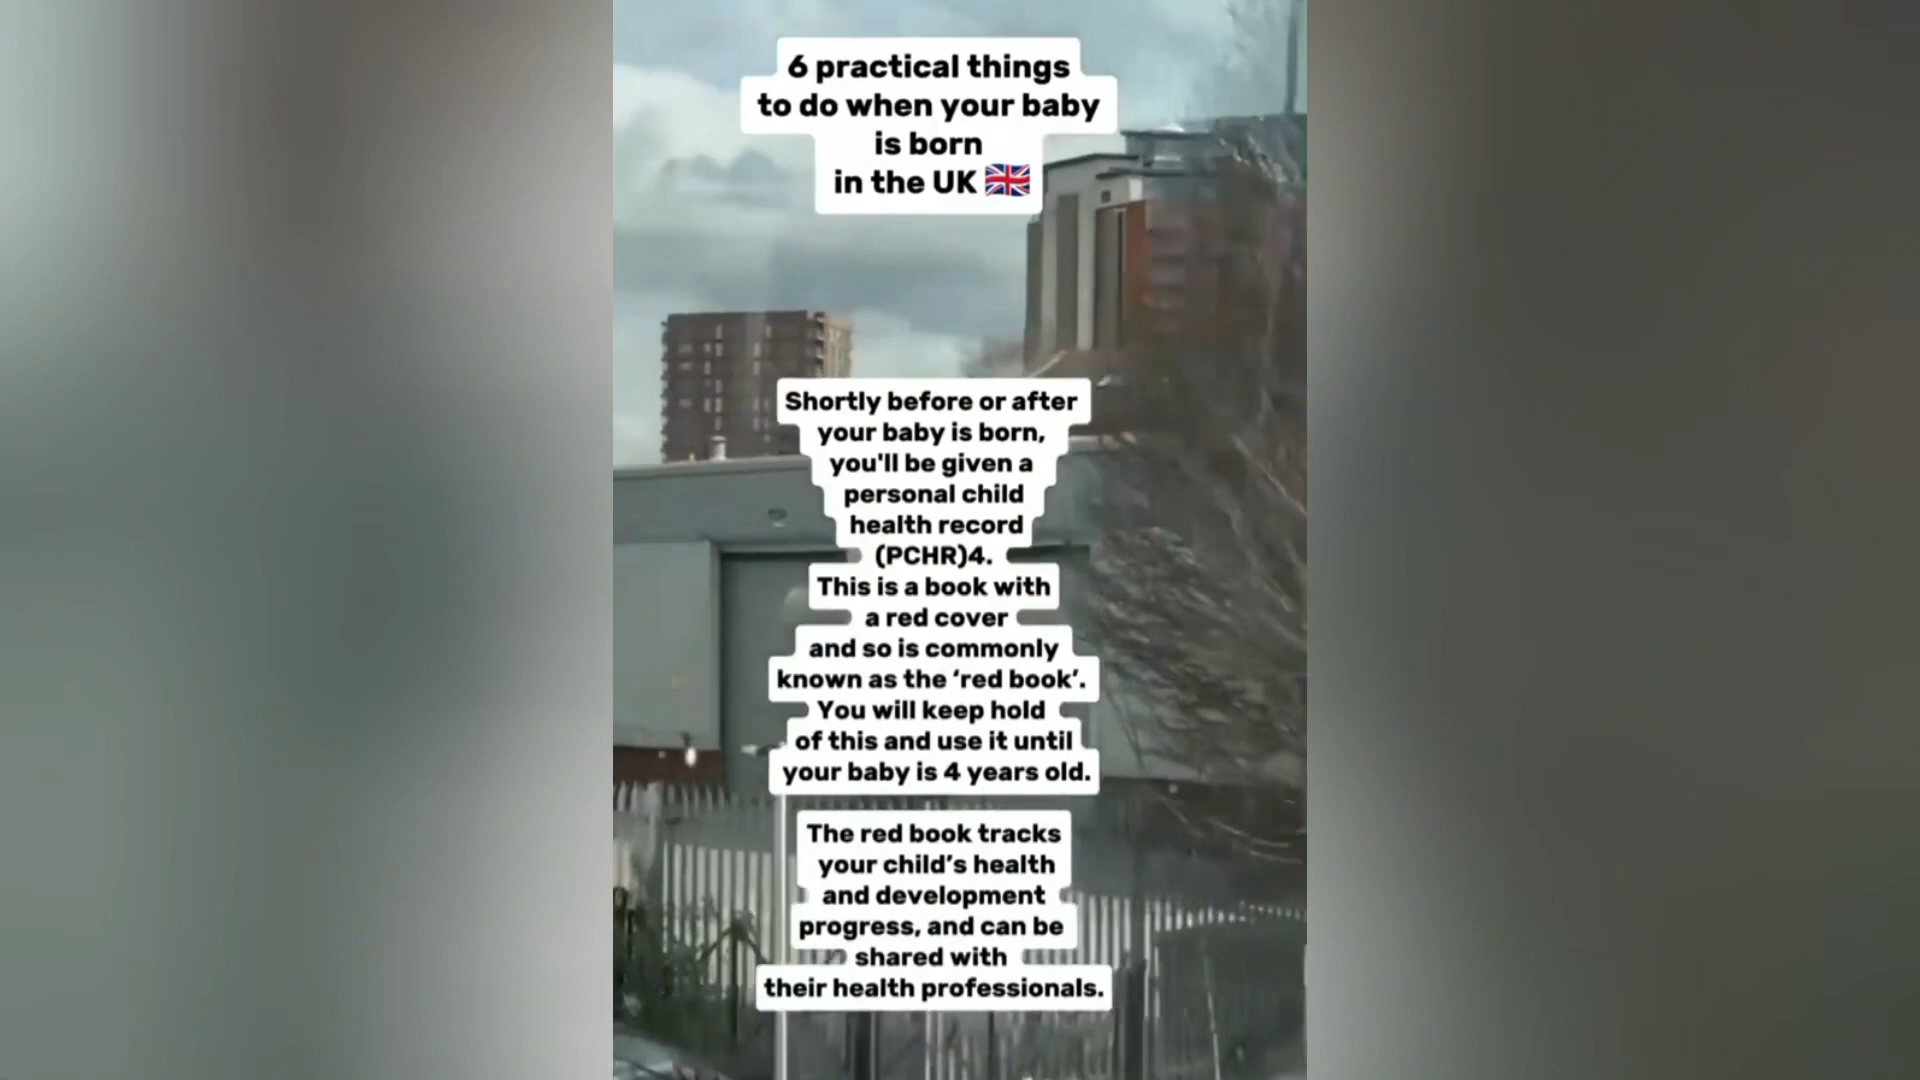 6 practical things
to do when your baby
is born
in the UK 🇬🇧
Shortly before or after
your baby is born,
you'll be given a
personal child
health record
(PCHR)4.
This is a book with
a red cover
and so is commonly
known as the ‘red book’.
You will keep hold
of this and use it until
your baby is 4 years old.
The red book tracks
your child’s health
and development
progress, and can be
shared with
their health professionals.